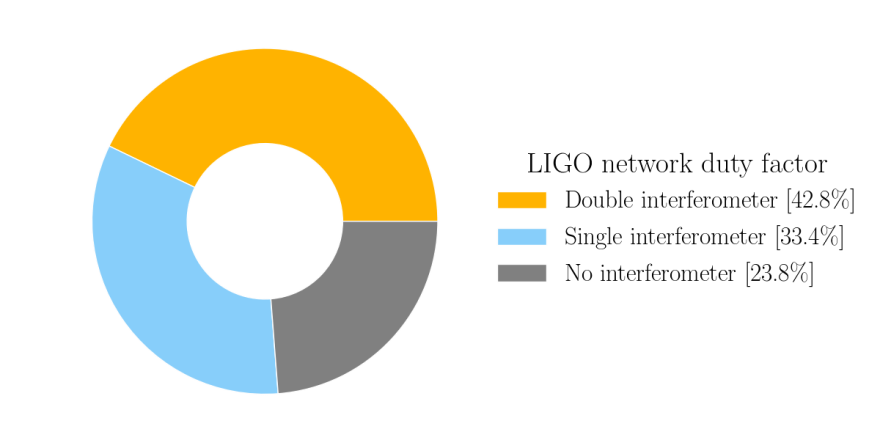 LIGO network duty factor
Double interferometer [42.8%]
Single interferometer [33.4%]
No interferometer [23.8%]